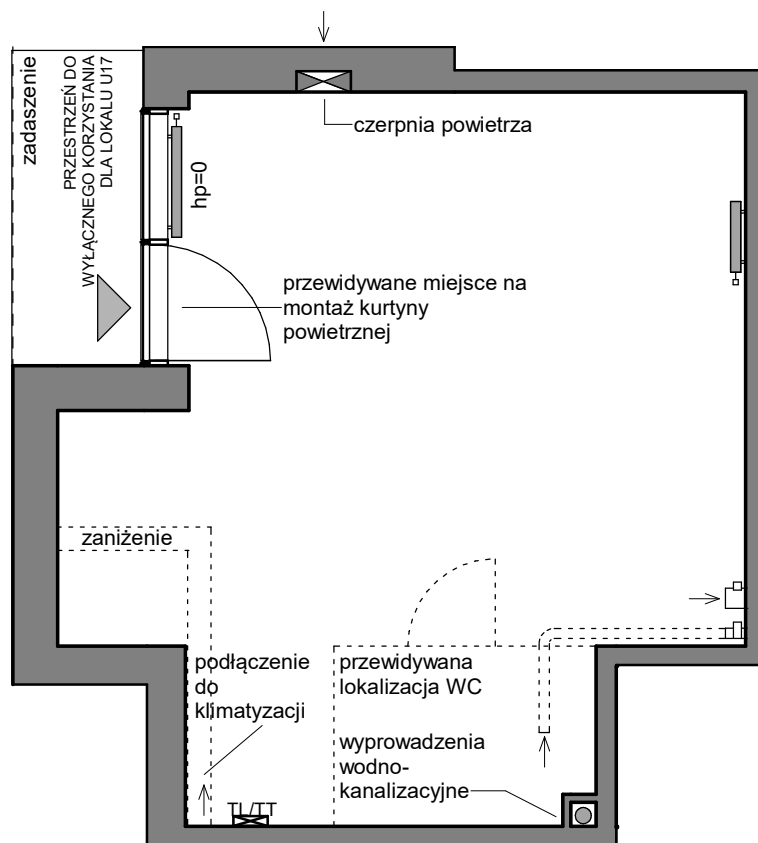 zadaszenie
PRZESTRZEŃ DO
WYŁĄCZNEGO KORZYSTANIA
DLA LOKALU U17
czerpnia powietrza
hp=0
przewidywane miejsce na
montaż kurtyny
powietrznej
zaniżenie
podłączenie
do
klimatyzacji
przewidywana
lokalizacja WC
wyprowadzenia
wodno-
kanalizacyjne
TL/TT